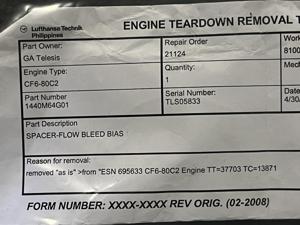 Lufthansa Technik
Philippines
ENGINE TEARDOWN REMOVAL T
Part Owner:
GA Telesis
Repair Order
21124
Work
8100
Engine Type:
CF6-80C2
Quantity:
1
Part Number
1440M64G01
Serial Number:
TLS05833
Date
4/30/
Part Description
SPACER-FLOW BLEED BIAS
Reason for removal:
removed "as is" >from "ESN 695633 CF6-80C2 Engine TT=37703 TC=13871
FORM NUMBER: XXXX-XXXX REV ORIG. (02-2008)